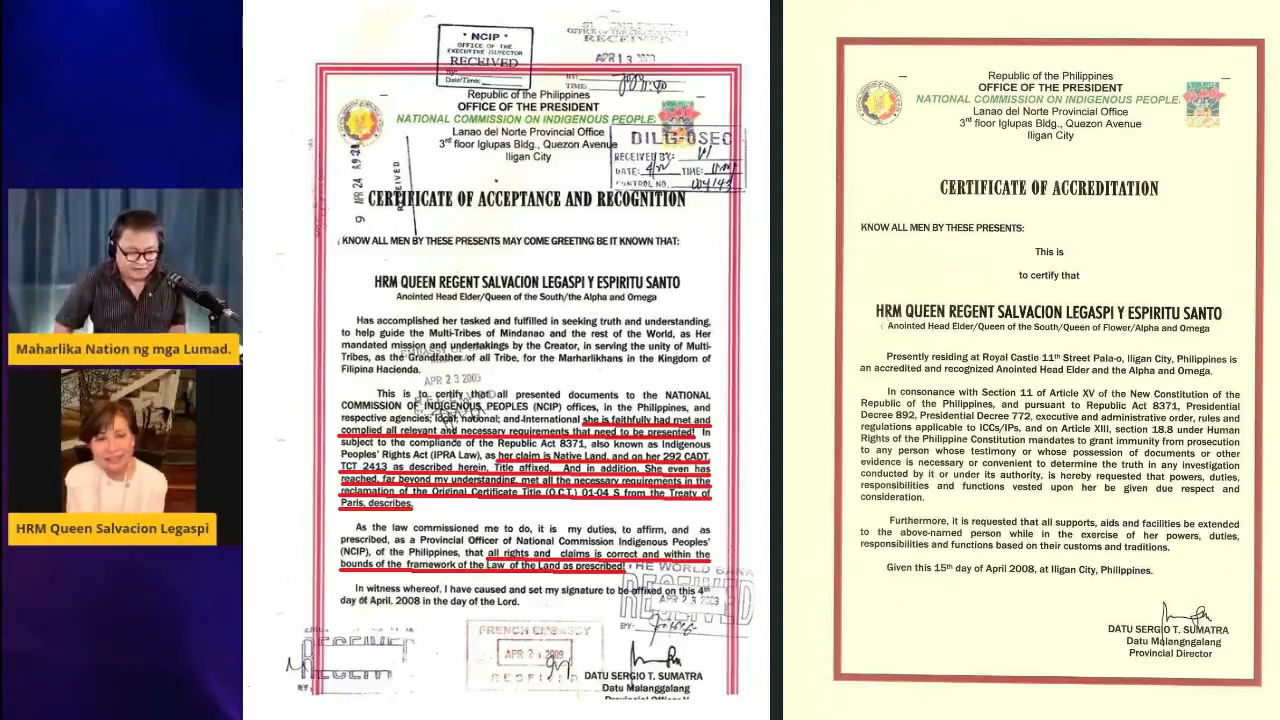 Maharlika Nation ng mga Lumad.
HRM Queen Salvacion Legaspi
NCIP
OFFICE OF THE
EXECUTIVE DIRECTOR
RECEIVED
By:
Date/Time:
OFFICE OF THE
RECEIVED
APR 13
TIME:
Republic of the Philippines
OFFICE OF THE PRESIDENT
NATIONAL COMMISSION ON INDIGENOUS PEOPLE
Lanao del Norte Provincial Office
3rd floor Iglupas Bldg., Quezon Avenue
Iligan City
DILG-OSEC
RECEIVED BY:
DATE: TIME:
CONTROL NO.
9 APR 24
RECEIVED
CERTIFICATE OF ACCEPTANCE AND RECOGNITION
KNOW ALL MEN BY THESE PRESENTS MAY COME GREETING BE IT KNOWN THAT:
HRM QUEEN REGENT SALVACION LEGASPI Y ESPIRITU SANTO
Anointed Head Elder/Queen of the South/the Alpha and Omega
Has accomplished her tasked and fulfilled in seeking truth and understanding,
to help guide the Multi-Tribes of Mindanao and the rest of the World, as Her
mandated mission and undertakings by the Creator, in serving the unity of Multi-
Tribes, as the Grandfather of all Tribe, for the Marharlikhans in the Kingdom of
Filipina Hacienda.
APR 23 2009
This is to certify that all presented documents to the NATIONAL
COMMISSION OF INDIGENOUS PEOPLES (NCIP) offices, in the Philippines, and
respective agencies; local; national; and International she is faithfully had met and
complied all relevant and necessary requirements that need to be presented! In
subject to the compliance of the Republic Act 8371, also known as Indigenous
Peoples' Rights Act (IPRA Law), as her claim is Native Land, and on her 292 CADT,
TCT 2413 as described herein, Title affixed. And in addition. She even has
reached, far beyond my understanding, met all the necessary requirements in the
reclamation of the Original Certificate Title (O.C.T.) 01-04 S from the Treaty of
Paris, describes.
As the law commissioned me to do, it is my duties, to affirm, and as
prescribed, as a Provincial Officer of National Commission Indigenous Peoples'
(NCIP), of the Philippines, that all rights and claims is correct and within the
bounds of the framework of the Law of the Land as prescribed!
THE WORLD BANK
RECEIVED
APR 23 2009
BY:
In witness whereof, I have caused and set my signature to be affixed on this 4th
day of April, 2008 in the day of the Lord.
RECEIVED
FRENCH EMBASSY
APR 2 2009
RECEIVED
DATU SERGIO T. SUMATRA
Datu Malanggalang
Republic of the Philippines
OFFICE OF THE PRESIDENT
NATIONAL COMMISSION ON INDIGENOUS PEOPLE
Lanao del Norte Provincial Office
3rd floor Iglupas Bldg., Quezon Avenue
Iligan City
CERTIFICATE OF ACCREDITATION
KNOW ALL MEN BY THESE PRESENTS:
This is
to certify that
HRM QUEEN REGENT SALVACION LEGASPI Y ESPIRITU SANTO
Anointed Head Elder/Queen of the South/Queen of Flower/Alpha and Omega
Presently residing at Royal Castle 11th Street Pala-o, Iligan City, Philippines is
an accredited and recognized Anointed Head Elder and the Alpha and Omega.
In consonance with Section 11 of Article XV of the New Constitution of the
Republic of the Philippines, and pursuant to Republic Act 8371, Presidential
Decree 892, Presidential Decree 772, executive and administrative order, rules and
regulations applicable to ICCs/IPs, and on Article XIII, section 18.8 under Human
Rights of the Philippine Constitution mandates to grant immunity from prosecution
to any person whose testimony or whose possession of documents or other
evidence is necessary or convenient to determine the truth in any investigation
conducted by it or under its authority, is hereby requested that powers, duties,
responsibilities and functions vested upon her be given due respect and
consideration.
Furthermore, it is requested that all supports, aids and facilities be extended
to the above-named person while in the exercise of her powers, duties,
responsibilities and functions based on their customs and traditions.
Given this 15th day of April 2008, at Iligan City, Philippines.
DATU SERGIO T. SUMATRA
Datu Malangngalang
Provincial Director